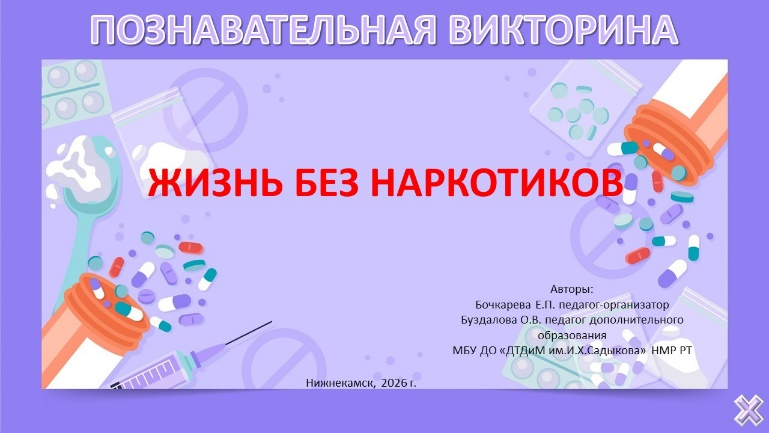 ПОЗНАВАТЕЛЬНАЯ ВИКТОРИНА
ЖИЗНЬ БЕЗ НАРКОТИКОВ
Авторы:
Бочкарева Е.П. педагог-организатор
Буздалова О.В. педагог дополнительного
образования
МБУ ДО «ДТДиМ им.И.Х.Садыкова» НМР РТ
Нижнекамск, 2026 г.